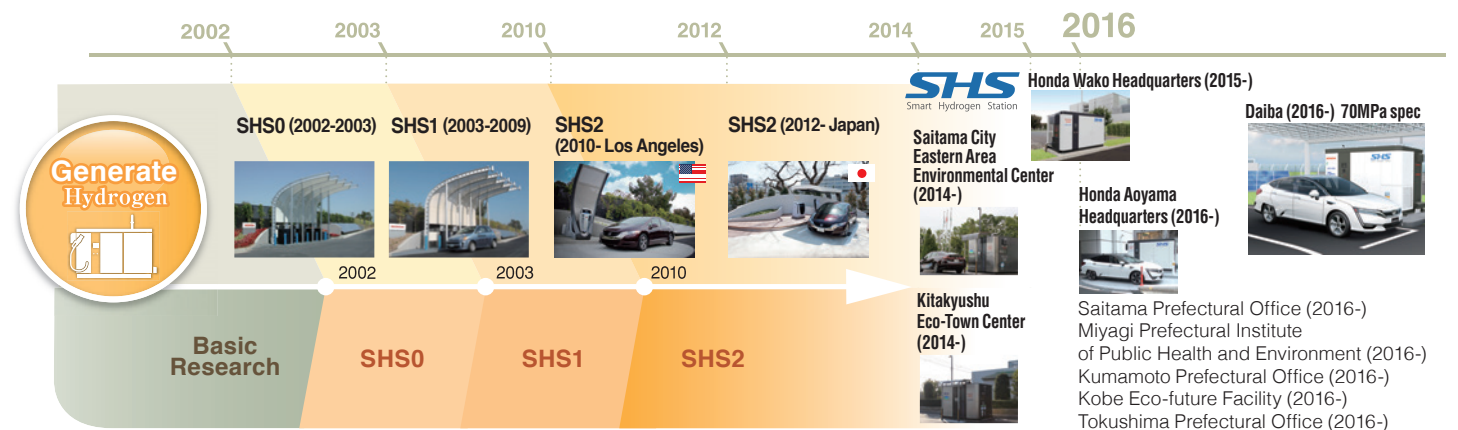 2002
2003
2010
2012
2014
2015
2016
Generate
Hydrogen
SHS0 (2002-2003)
SHS1 (2003-2009)
SHS2
(2010- Los Angeles)
SHS2 (2012- Japan)
SHS
Smart Hydrogen Station
Saitama City
Eastern Area
Environmental Center
(2014-)
Kitakyushu
Eco-Town Center
(2014-)
Honda Wako Headquarters (2015-)
Honda Aoyama
Headquarters (2016-)
Daiba (2016-) 70MPa spec
SHS
Saitama Prefectural Office (2016-)
Miyagi Prefectural Institute
of Public Health and Environment (2016-)
Kumamoto Prefectural Office (2016-)
Kobe Eco-future Facility (2016-)
Tokushima Prefectural Office (2016-)
2002
2003
2010
Basic
Research
SHS0
SHS1
SHS2